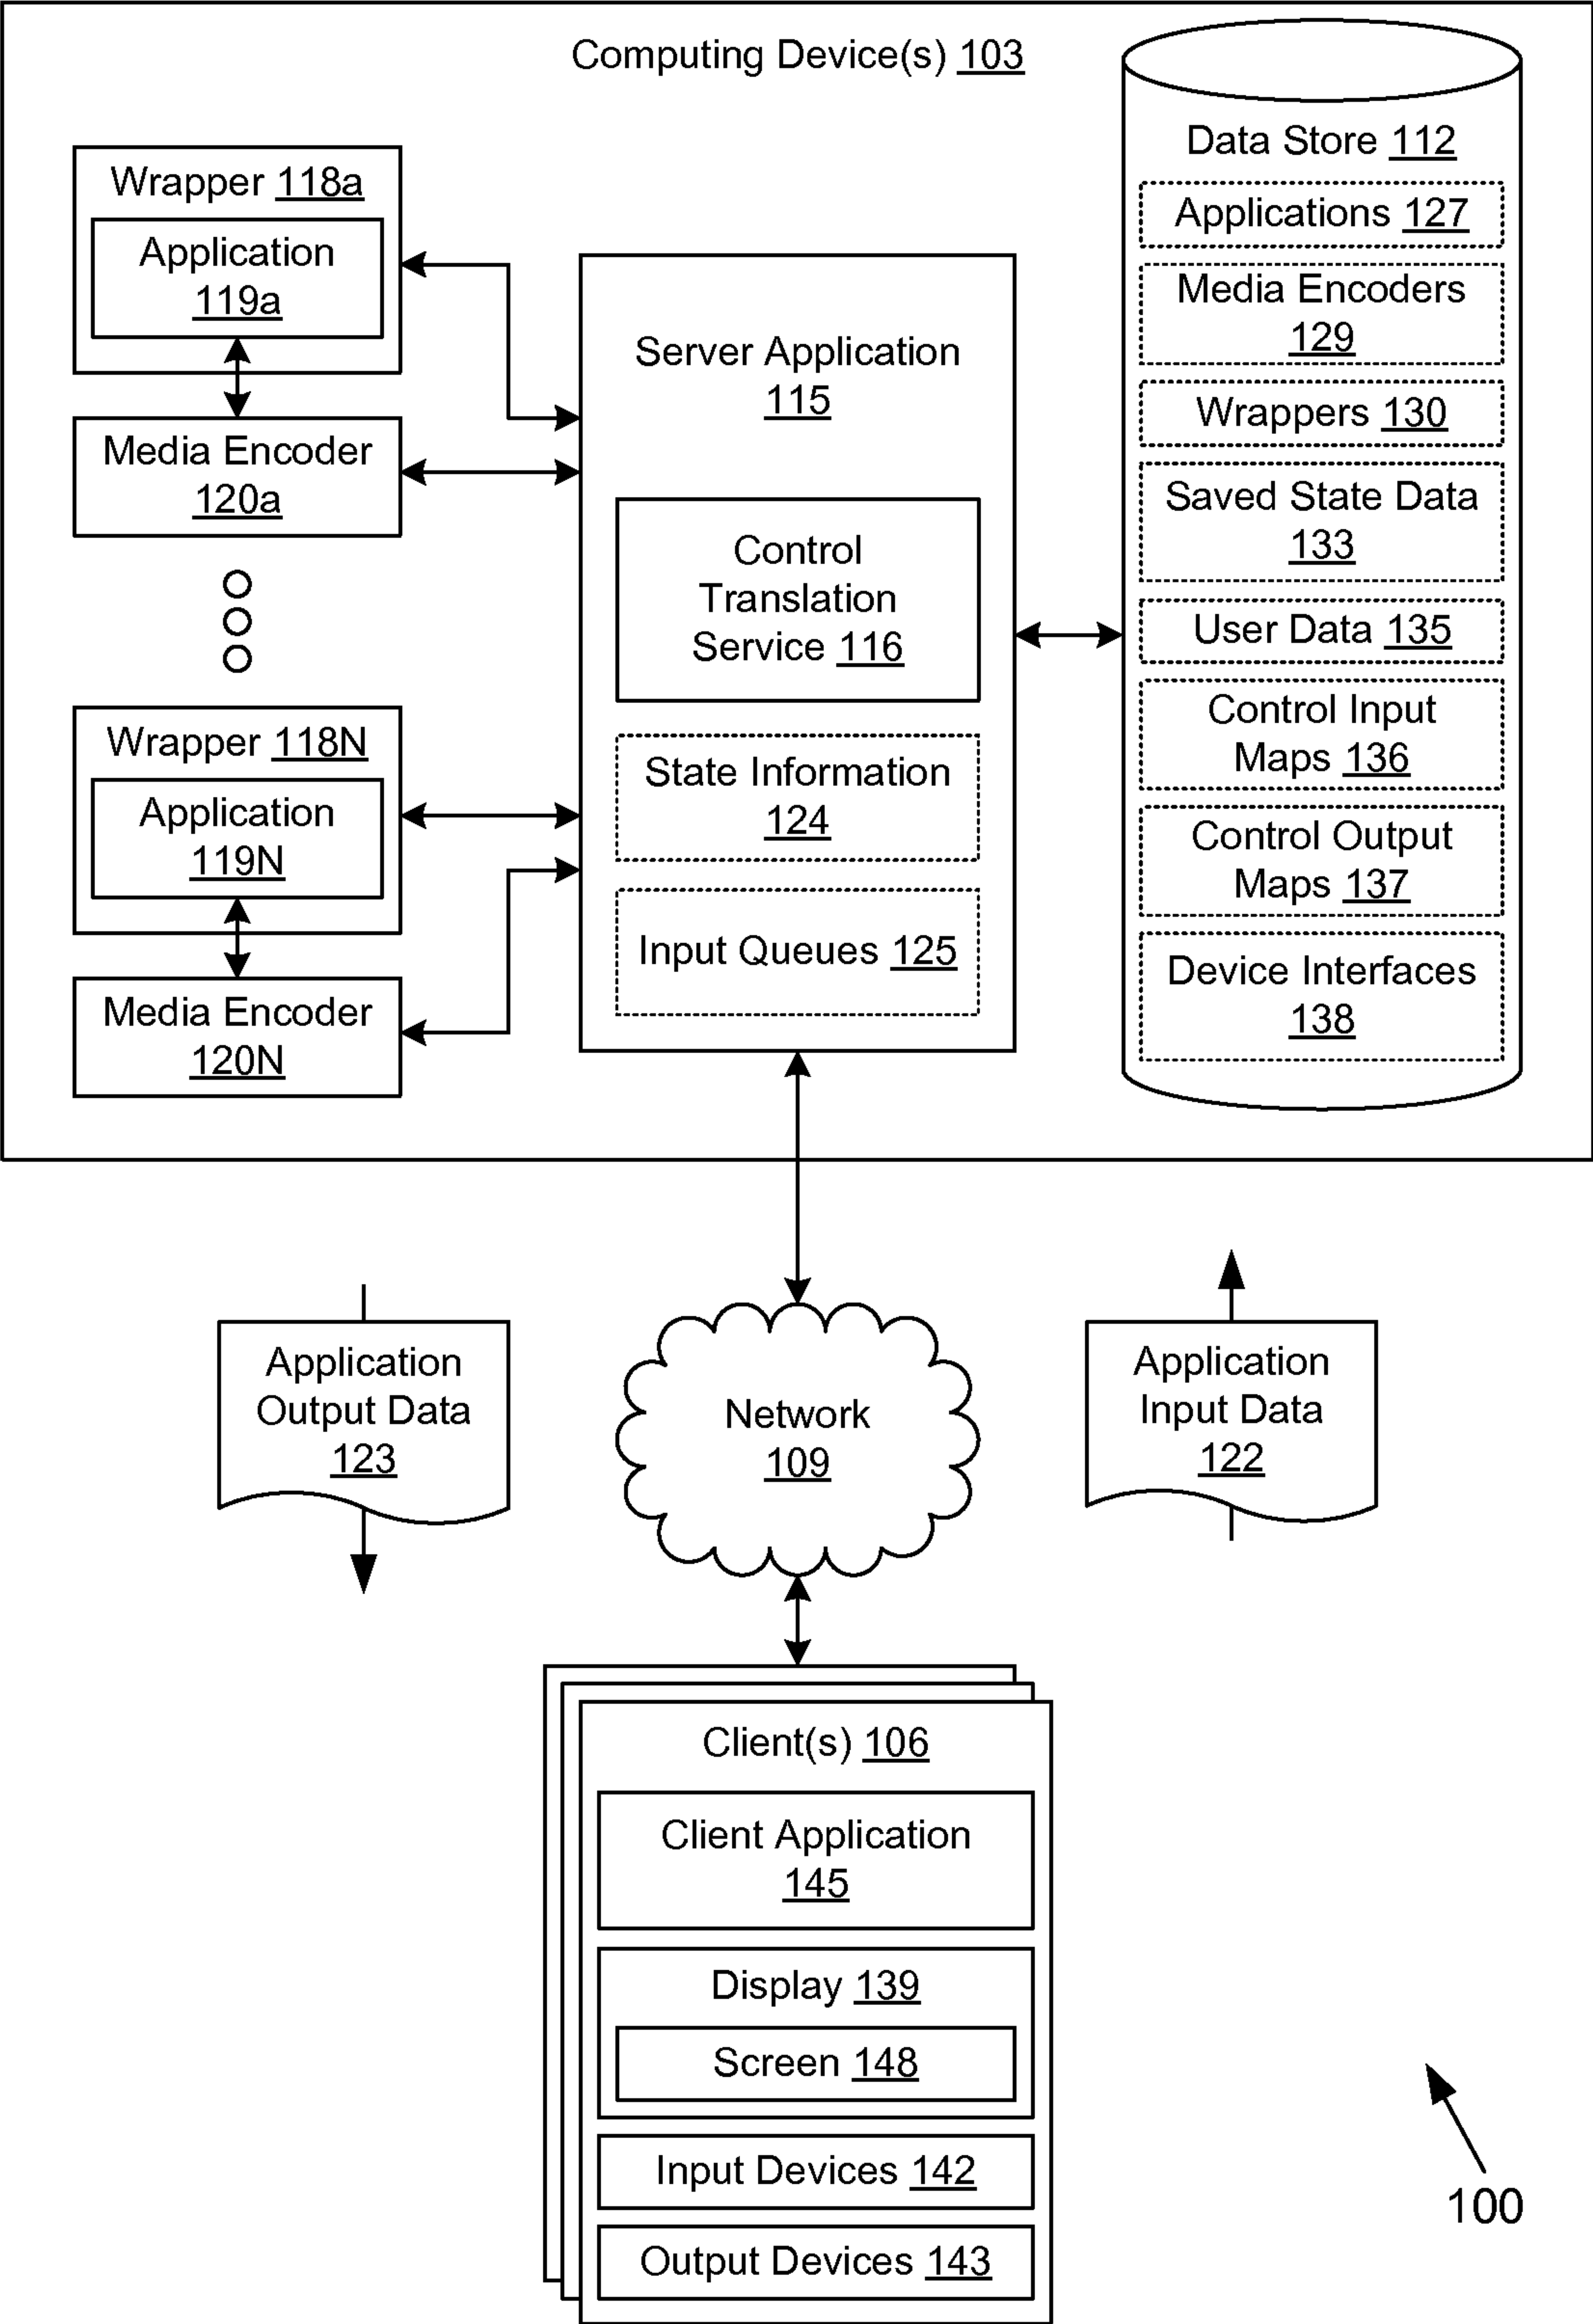 Computing Device(s) 103
Wrapper 118a
Application
119a
Media Encoder
120a
Wrapper 118N
Application
119N
Media Encoder
120N
Server Application
115
Control
Translation
Service 116
State Information
124
Input Queues 125
Data Store 112
Applications 127
Media Encoders
129
Wrappers 130
Saved State Data
133
User Data 135
Control Input
Maps 136
Control Output
Maps 137
Device Interfaces
138
Application
Output Data
123
Network
109
Application
Input Data
122
Client(s) 106
Client Application
145
Display 139
Screen 148
Input Devices 142
Output Devices 143
100